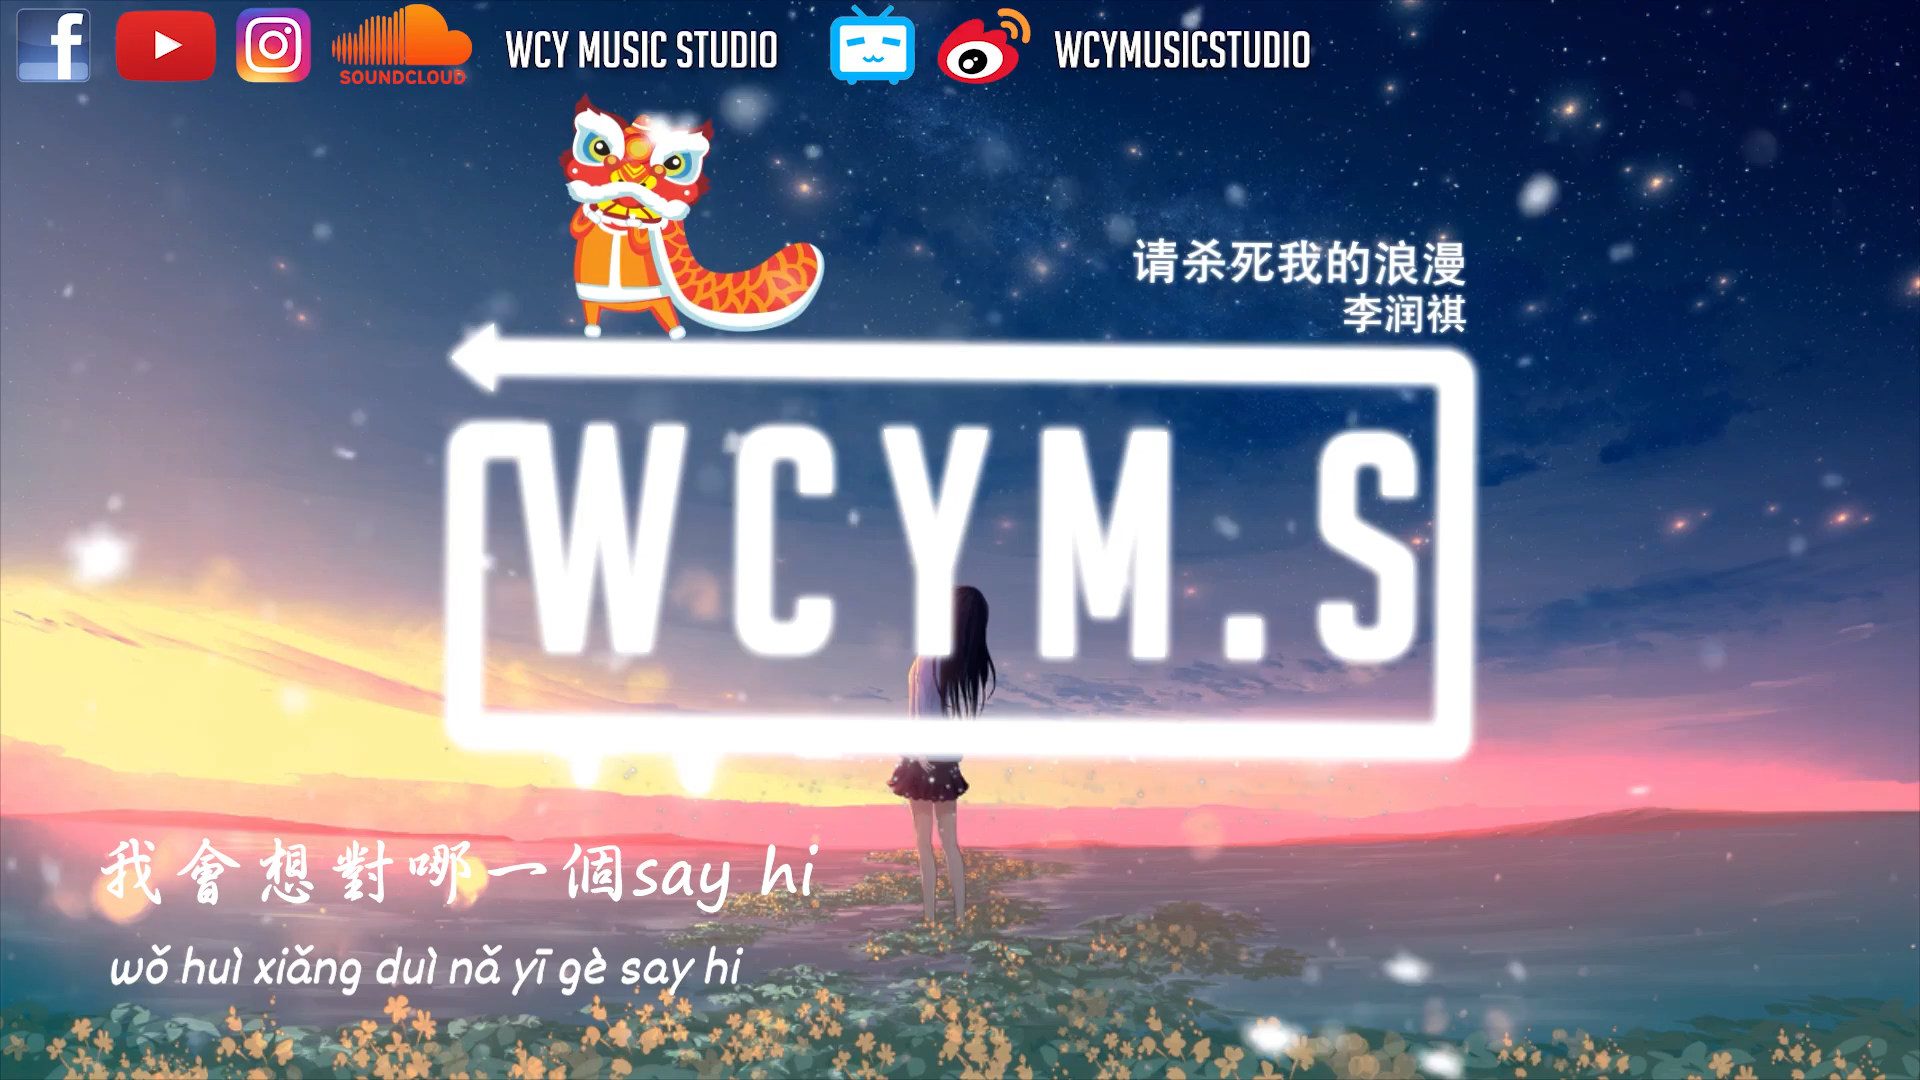 SOUNDCLOUD
WCY MUSIC STUDIO
WCYMUSICSTUDIO
请杀死我的浪漫
李润祺
WCYM.S
我會想對哪一個say hi
wǒ huì xiǎng duì nǎ yī gè say hi